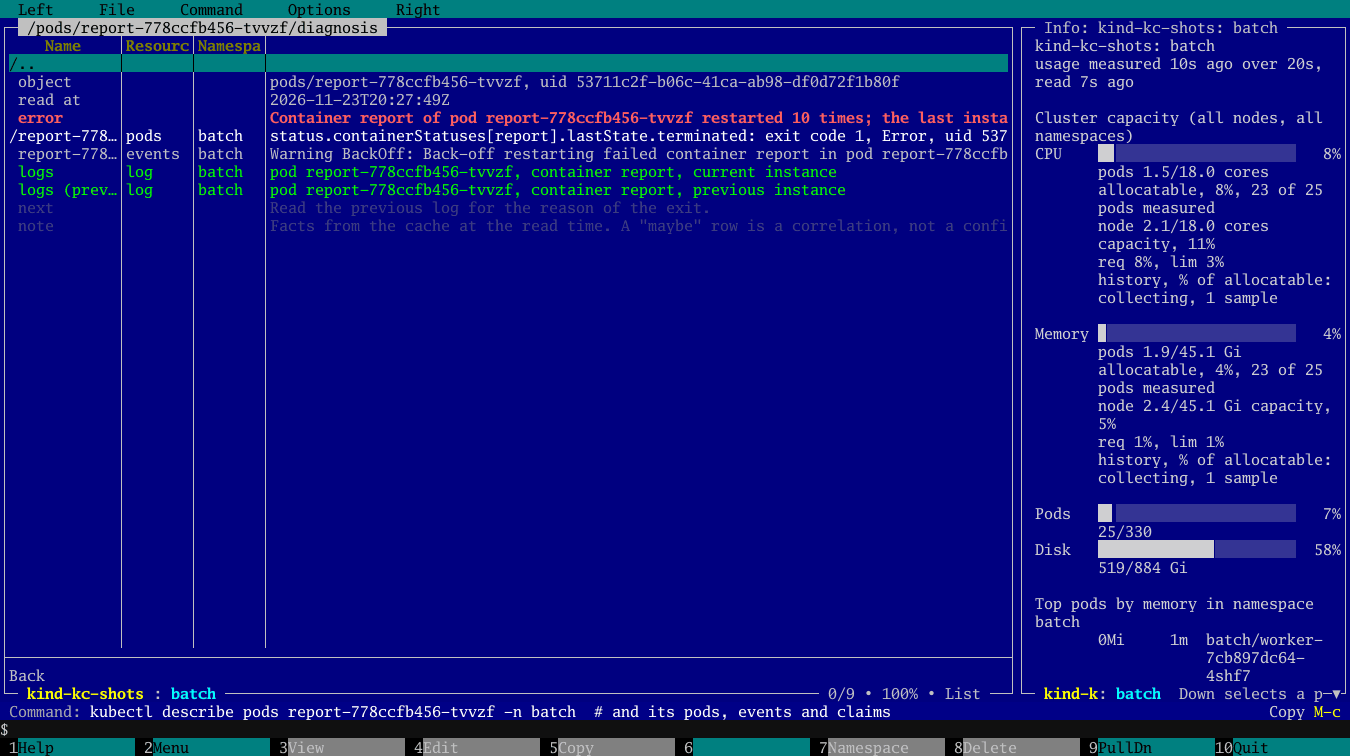 Left File Command Options Right
/pods/report-778ccfb456-tvvzf/diagnosis
Name Resourc Namespa
/..
object pods/report-778ccfb456-tvvzf, uid 53711c2f-b06c-41ca-ab98-df0d72f1b80f
read at 2026-11-23T20:27:49Z
error Container report of pod report-778ccfb456-tvvzf restarted 10 times; the last insta
/report-778… pods batch status.containerStatuses[report].lastState.terminated: exit code 1, Error, uid 537
report-778… events batch Warning BackOff: Back-off restarting failed container report in pod report-778ccfb
logs log batch pod report-778ccfb456-tvvzf, container report, current instance
logs (prev… log batch pod report-778ccfb456-tvvzf, container report, previous instance
next Read the previous log for the reason of the exit.
note Facts from the cache at the read time. A "maybe" row is a correlation, not a confi
Back
kind-kc-shots : batch 0/9 • 100% • List
Info: kind-kc-shots: batch
kind-kc-shots: batch
usage measured 10s ago over 20s,
read 7s ago
Cluster capacity (all nodes, all
namespaces)
CPU 8%
pods 1.5/18.0 cores
allocatable, 8%, 23 of 25
pods measured
node 2.1/18.0 cores
capacity, 11%
req 8%, lim 3%
history, % of allocatable:
collecting, 1 sample
Memory 4%
pods 1.9/45.1 Gi
allocatable, 4%, 23 of 25
pods measured
node 2.4/45.1 Gi capacity,
5%
req 1%, lim 1%
history, % of allocatable:
collecting, 1 sample
Pods 7%
25/330
Disk 58%
519/884 Gi
Top pods by memory in namespace
batch
0Mi 1m batch/worker-
7cb897dc64-
4shf7
kind-k: batch Down selects a p
Command: kubectl describe pods report-778ccfb456-tvvzf -n batch # and its pods, events and claims
Copy M-c
$
1Help 2Menu 3View 4Edit 5Copy 6 7Namespace 8Delete 9PullDn 10Quit